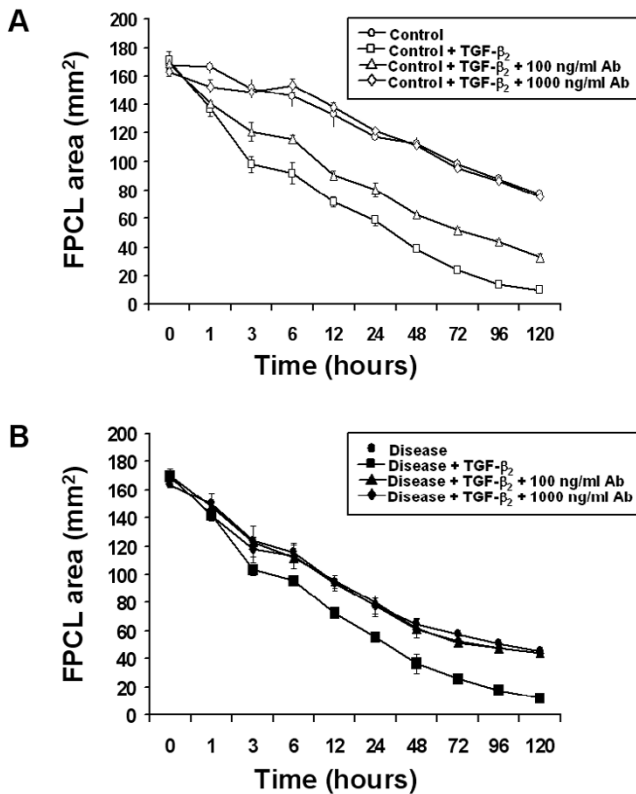 A
FPCL area (mm²)
200
180
160
140
120
100
80
60
40
20
0
Control
Control + TGF-β₂
Control + TGF-β₂ + 100 ng/ml Ab
Control + TGF-β₂ + 1000 ng/ml Ab
0 1 3 6 12 24 48 72 96 120
Time (hours)
B
FPCL area (mm²)
200
180
160
140
120
100
80
60
40
20
0
Disease
Disease + TGF-β₂
Disease + TGF-β₂ + 100 ng/ml Ab
Disease + TGF-β₂ + 1000 ng/ml Ab
0 1 3 6 12 24 48 72 96 120
Time (hours)